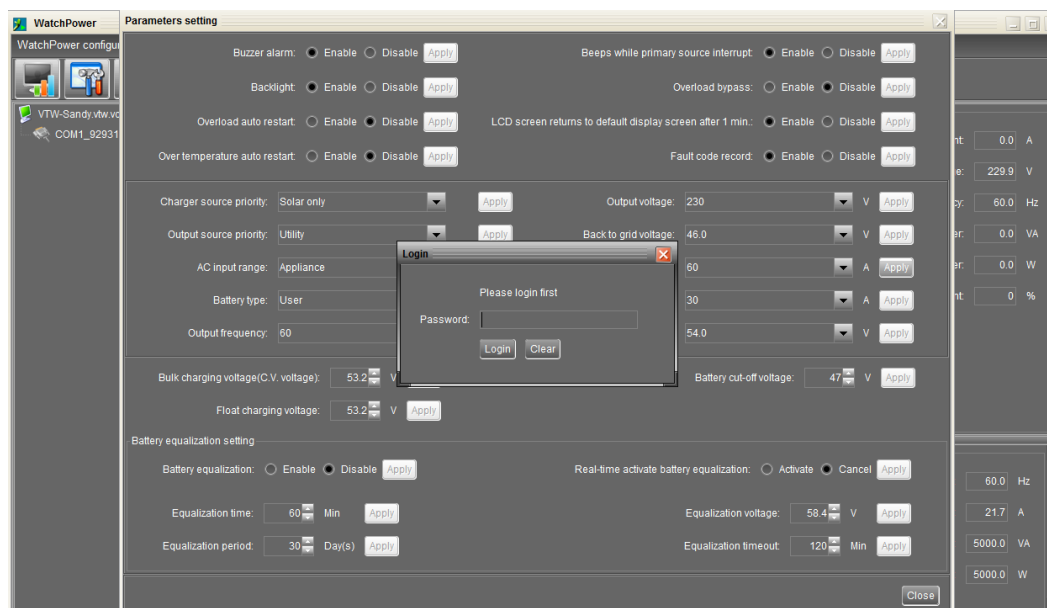 WatchPower
Parameters setting
WatchPower configu
VTW-Sandy.vtw.vo
COM1_92931
Buzzer alarm: Enable Disable Apply
Beeps while primary source interrupt: Enable Disable Apply
Backlight: Enable Disable Apply
Overload bypass: Enable Disable Apply
Overload auto restart: Enable Disable Apply
LCD screen returns to default display screen after 1 min.: Enable Disable Apply
Over temperature auto restart: Enable Disable Apply
Fault code record: Enable Disable Apply
Charger source priority: Solar only Apply
Output voltage: 230 V Apply
Output source priority: Utility Apply
Back to grid voltage: 46.0 V Apply
AC input range: Appliance
60 A Apply
Battery type: User
30 A Apply
Output frequency: 60
54.0 V Apply
Login
Please login first
Password:
Login Clear
Bulk charging voltage(C.V. voltage): 53.2 V
Battery cut-off voltage: 47 V Apply
Float charging voltage: 53.2 V Apply
Battery equalization setting
Battery equalization: Enable Disable Apply
Real-time activate battery equalization: Activate Cancel Apply
Equalization time: 60 Min Apply
Equalization voltage: 58.4 V Apply
Equalization period: 30 Day(s) Apply
Equalization timeout: 120 Min Apply
Close
nt: 0.0 A
e: 229.9 V
cy: 60.0 Hz
er: 0.0 VA
er: 0.0 W
nt: 0 %
60.0 Hz
21.7 A
5000.0 VA
5000.0 W